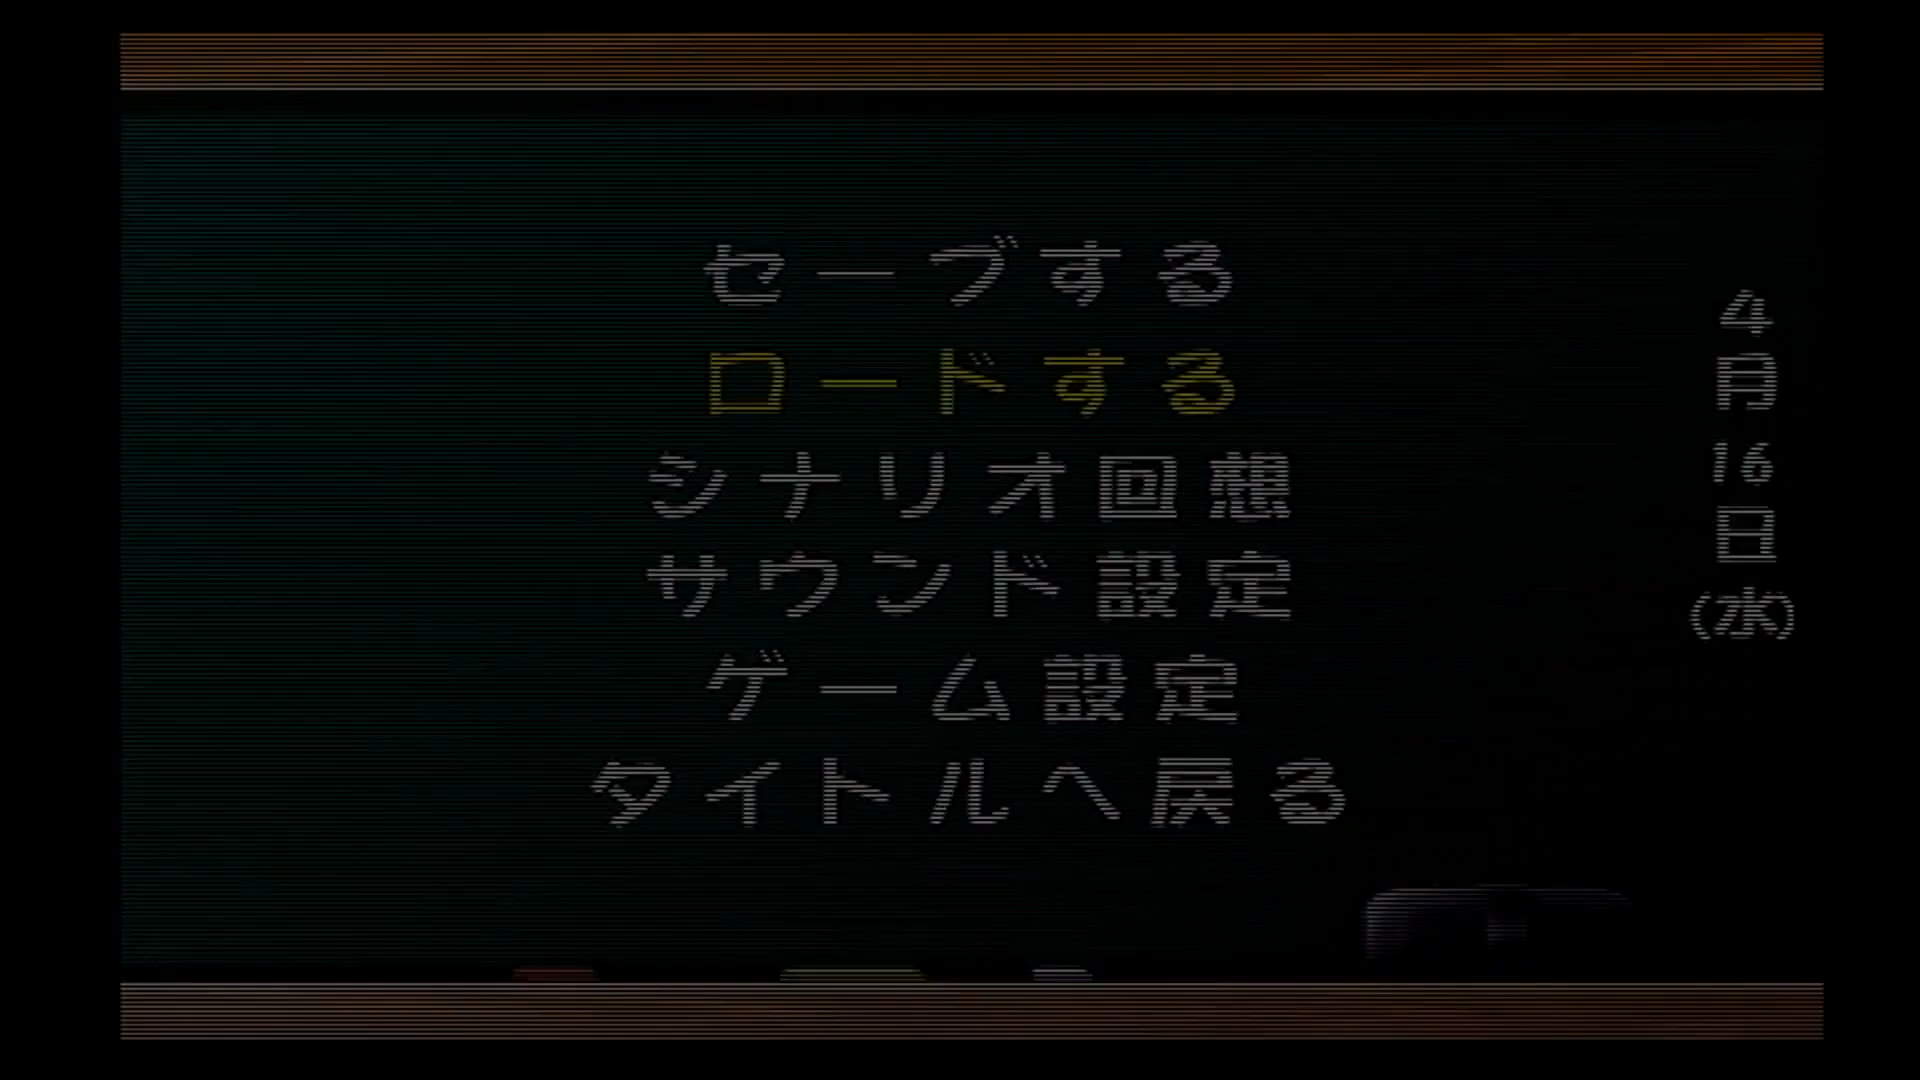 セーブする
ロードする
シナリオ回想
サウンド設定
ゲーム設定
タイトルへ戻る
4月16日(水)